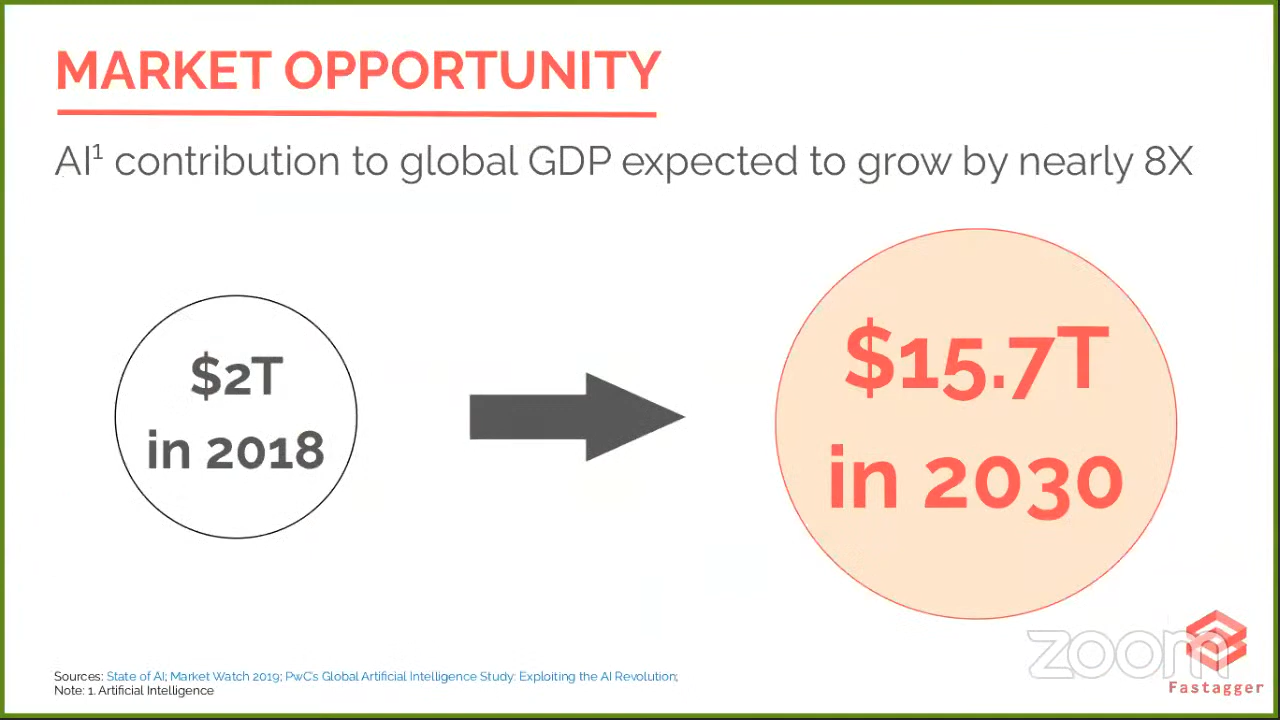 MARKET OPPORTUNITY
AI¹ contribution to global GDP expected to grow by nearly 8X
$2T
in 2018
$15.7T
in 2030
zoom
Fastagger
Sources: State of AI; Market Watch 2019; PwC's Global Artificial Intelligence Study: Exploiting the AI Revolution;
Note: 1. Artificial Intelligence